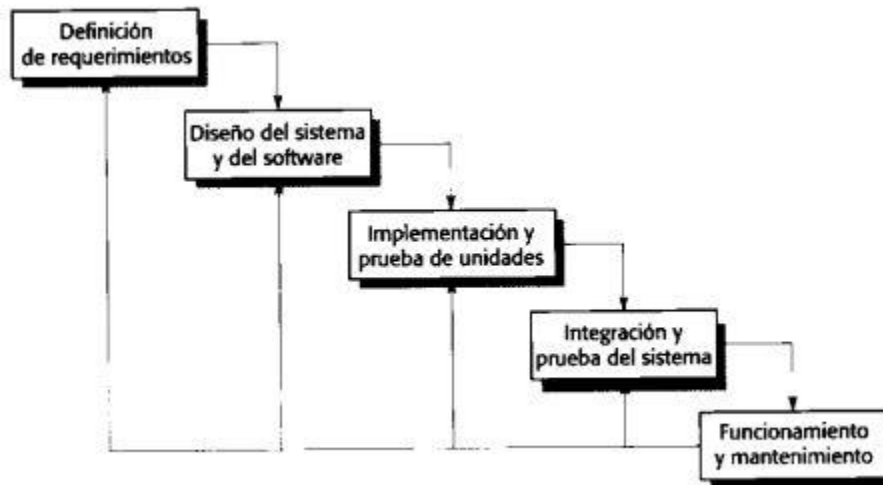 Definición
de requerimientos
Diseño del sistema
y del software
Implementación y
prueba de unidades
Integración y
prueba del sistema
Funcionamiento
y mantenimiento